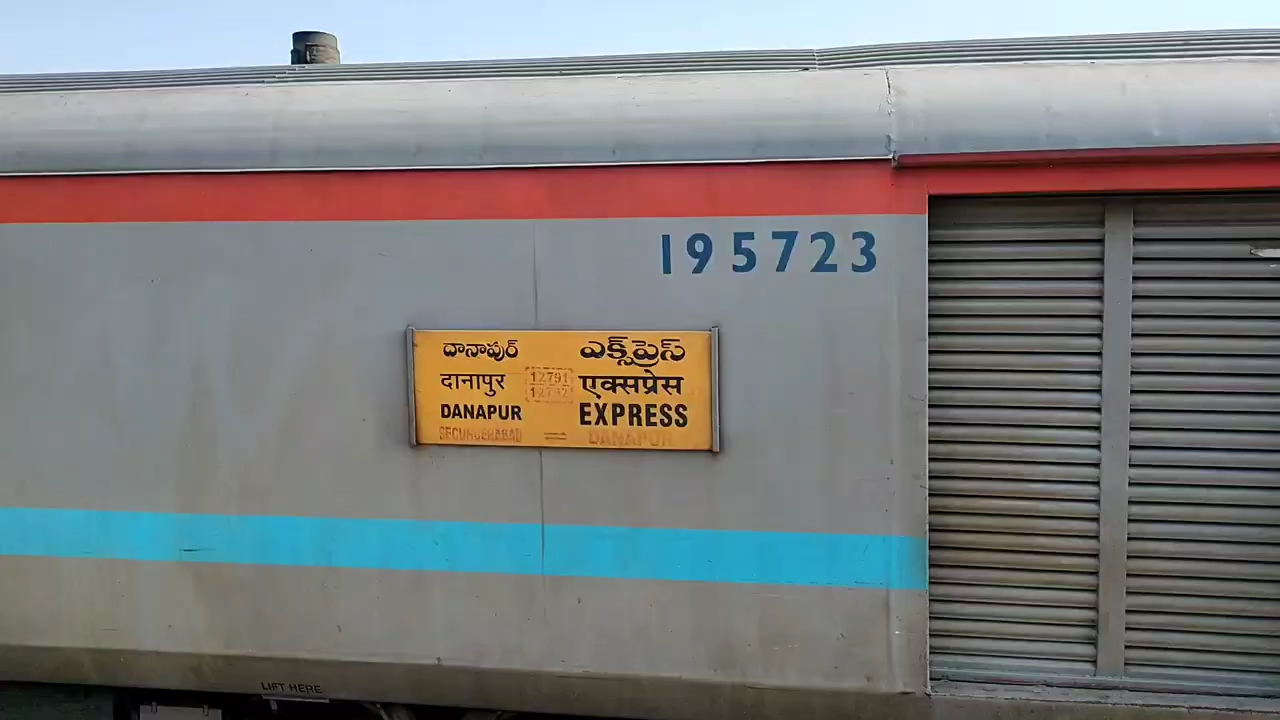 195723
దానాపుర్ ఎక్స్‌ప్రెస్
दानापुर 12791 एक्सप्रेस
12792
DANAPUR EXPRESS
SECUNDERABAD DANAPUR
LIFT HERE